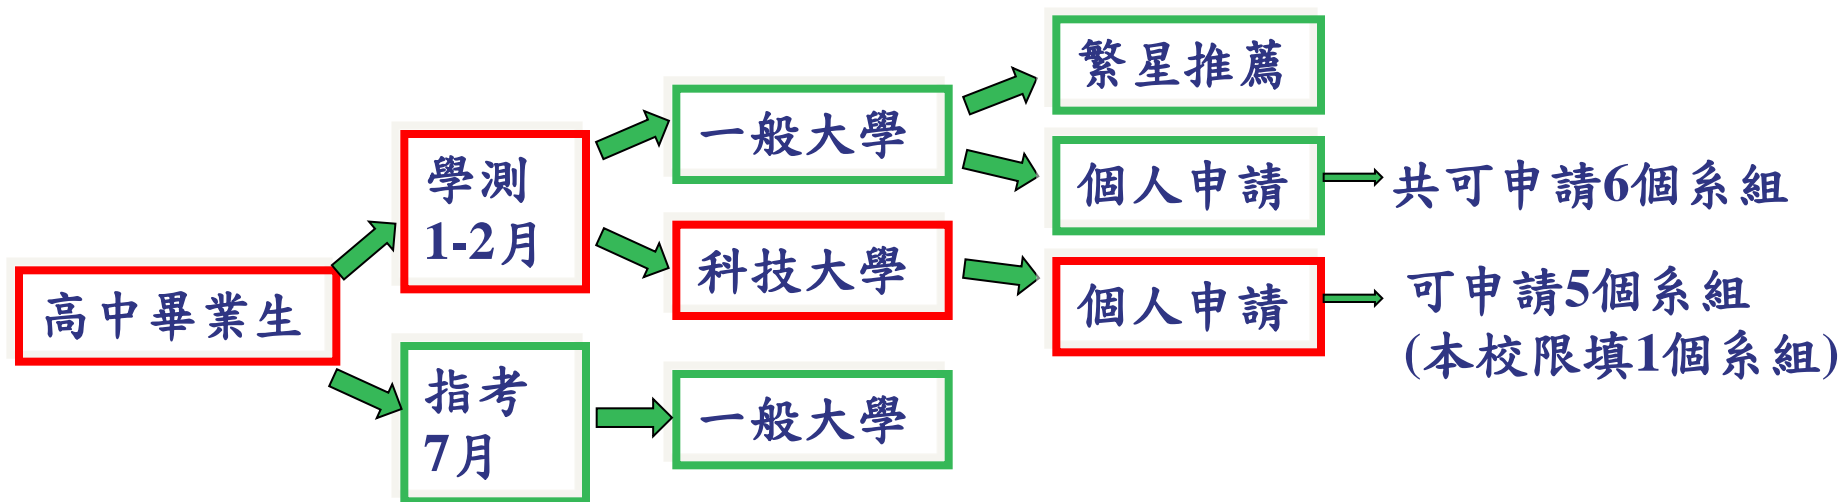 高中畢業生
學測
1-2月
指考
7月
一般大學
科技大學
一般大學
繁星推薦
個人申請
個人申請
共可申請6個系組
可申請5個系組
(本校限填1個系組)